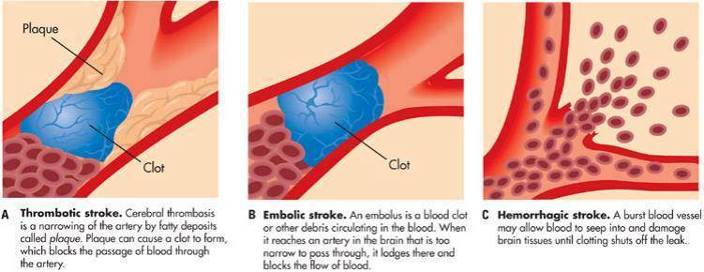 Plaque
Clot
Clot
A Thrombotic stroke. Cerebral thrombosis
is a narrowing of the artery by fatty deposits
called plaque. Plaque can cause a clot to form,
which blocks the passage of blood through
the artery.
B Embolic stroke. An embolus is a blood clot
or other debris circulating in the blood. When
it reaches an artery in the brain that is too
narrow to pass through, it lodges there and
blocks the flow of blood.
C Hemorrhagic stroke. A burst blood vessel
may allow blood to seep into and damage
brain tissues until clotting shuts off the leak.